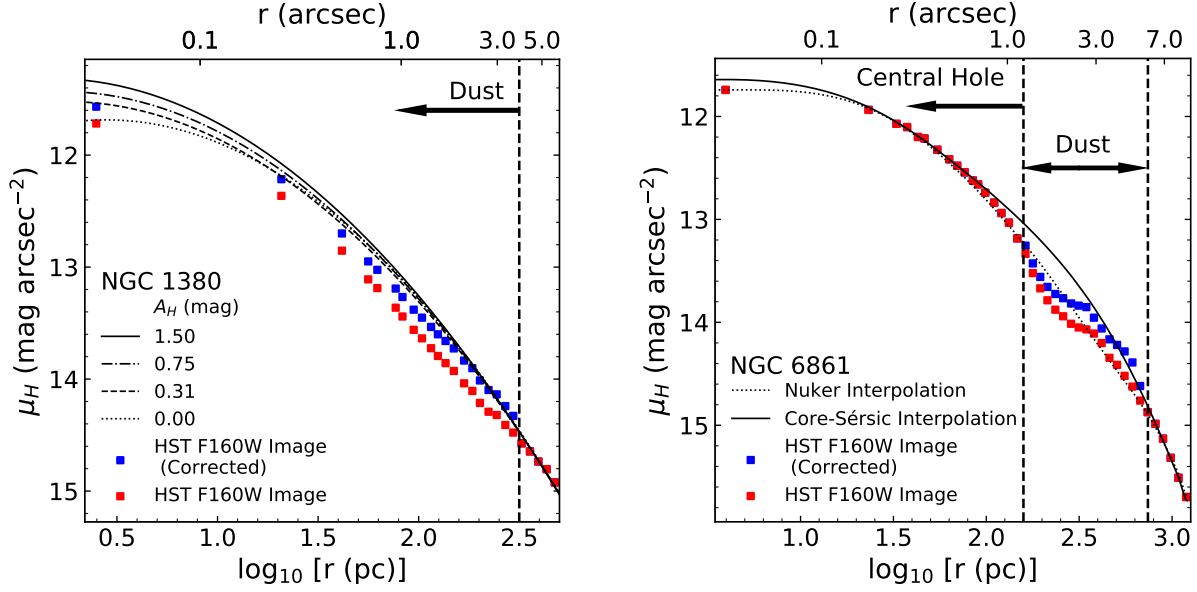 r (arcsec)
0.1 1.0 3.0 5.0
Dust
12
13
14
15
μ_H (mag arcsec⁻²)
NGC 1380
A_H (mag)
1.50
0.75
0.31
0.00
HST F160W Image
(Corrected)
HST F160W Image
0.5 1.0 1.5 2.0 2.5
log₁₀ [r (pc)]
r (arcsec)
0.1 1.0 3.0 7.0
Central Hole
Dust
12
13
14
15
μ_H (mag arcsec⁻²)
NGC 6861
Nuker Interpolation
Core-Sérsic Interpolation
HST F160W Image
(Corrected)
HST F160W Image
1.0 1.5 2.0 2.5 3.0
log₁₀ [r (pc)]